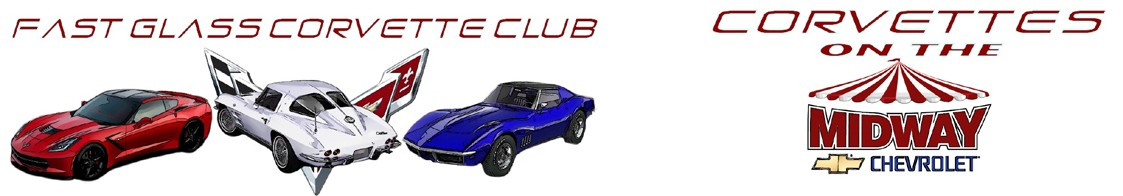 FAST GLASS CORVETTE CLUB
CORVETTES
ON THE
MIDWAY
CHEVROLET